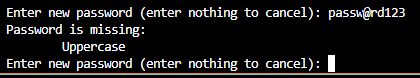 Enter new password (enter nothing to cancel): passw@rd123
Password is missing:
Uppercase
Enter new password (enter nothing to cancel):